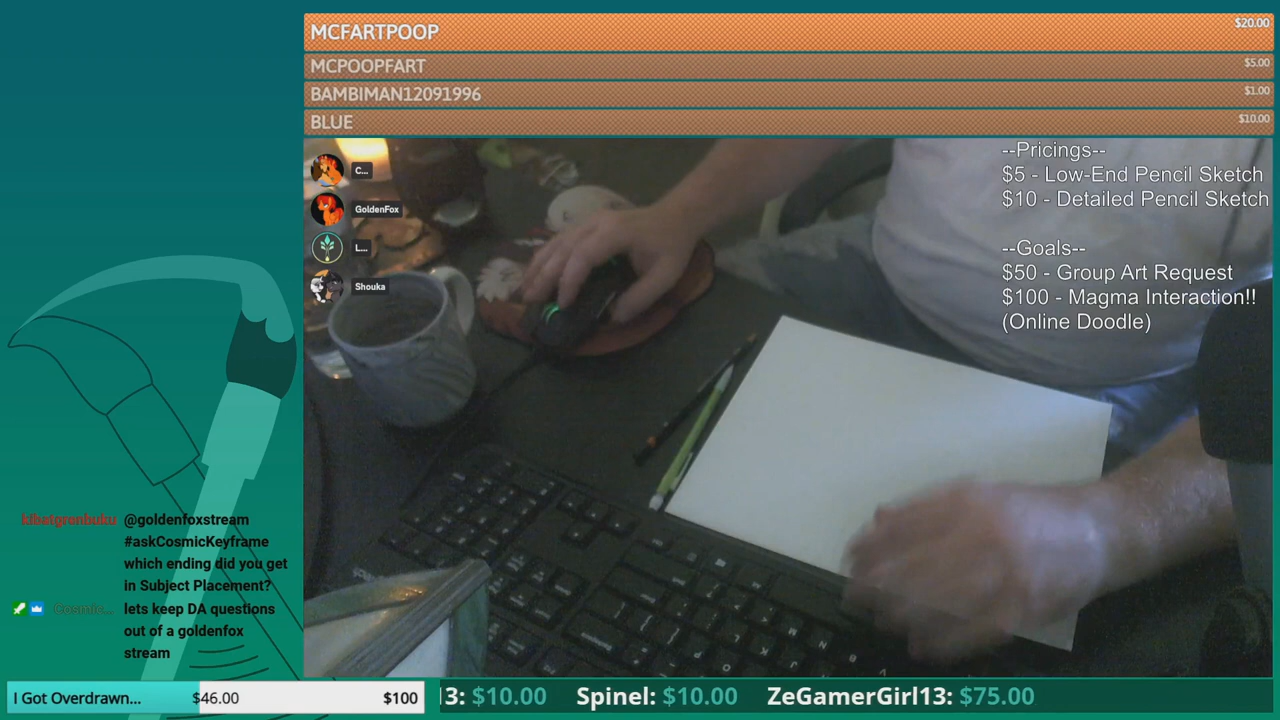 MCFARTPOOP $20.00
MCPOOPFART $5.00
BAMBIMAN12091996 $1.00
BLUE $10.00
C...
GoldenFox
L...
Shouka
--Pricings--
$5 - Low-End Pencil Sketch
$10 - Detailed Pencil Sketch
--Goals--
$50 - Group Art Request
$100 - Magma Interaction!!
(Online Doodle)
@goldenfoxstream
#askCosmicKeyframe
which ending did you get
in Subject Placement?
Cosmic... lets keep DA questions
out of a goldenfox
stream
I Got Overdrawn... $46.00 $100
13: $10.00 Spinel: $10.00 ZeGamerGirl13: $75.00